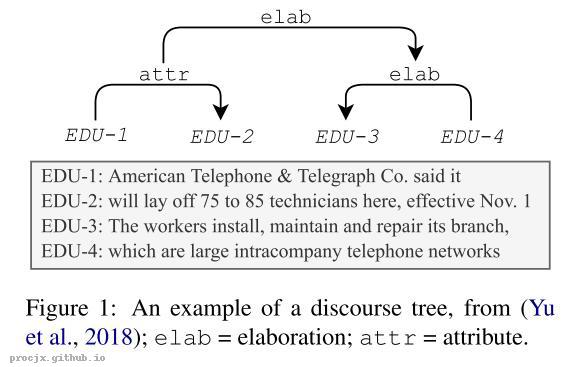 elab
attr elab
EDU-1 EDU-2 EDU-3 EDU-4
EDU-1: American Telephone & Telegraph Co. said it
EDU-2: will lay off 75 to 85 technicians here, effective Nov. 1
EDU-3: The workers install, maintain and repair its branch,
EDU-4: which are large intracompany telephone networks
Figure 1: An example of a discourse tree, from (Yu
et al., 2018); elab = elaboration; attr = attribute.
procjx.github.io